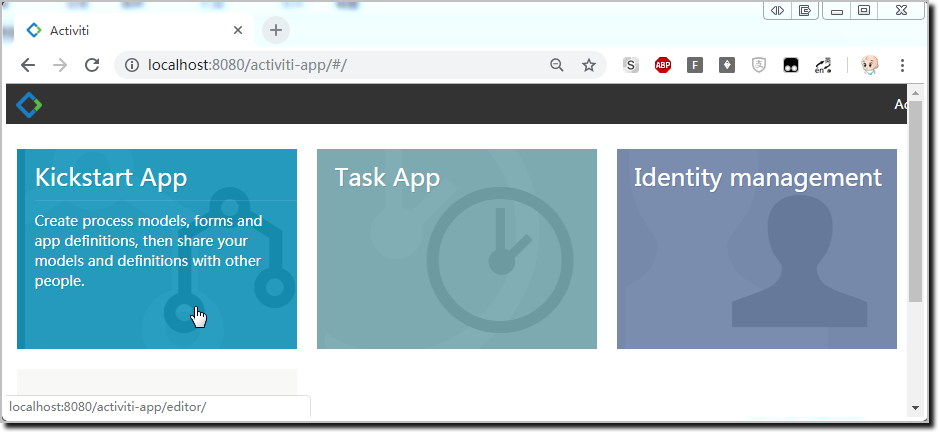 Activiti
localhost:8080/activiti-app/#/
S
ABP
F
en
Kickstart App
Create process models, forms and
app definitions, then share your
models and definitions with other
people.
Task App
Identity management
localhost:8080/activiti-app/editor/